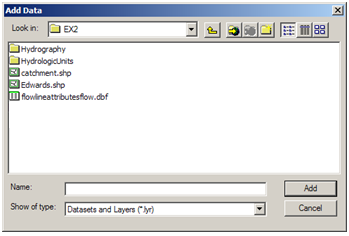 Add Data
Look in: EX2
Hydrography
HydrologicUnits
catchment.shp
Edwards.shp
flowlineattributesflow.dbf
Name: Add
Show of type: Datasets and Layers (*.lyr) Cancel